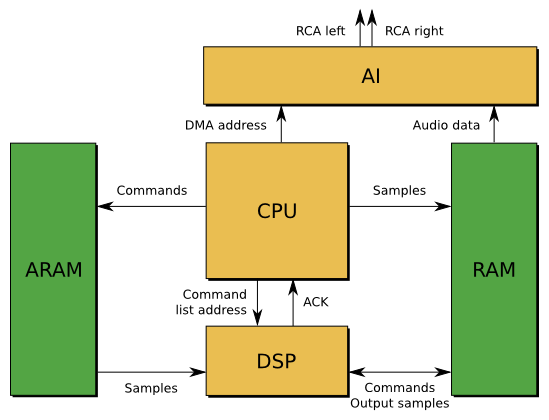 RCA left
RCA right
AI
DMA address
Audio data
Commands
CPU
Samples
ARAM
RAM
Command
list address
ACK
DSP
Samples
Commands
Output samples